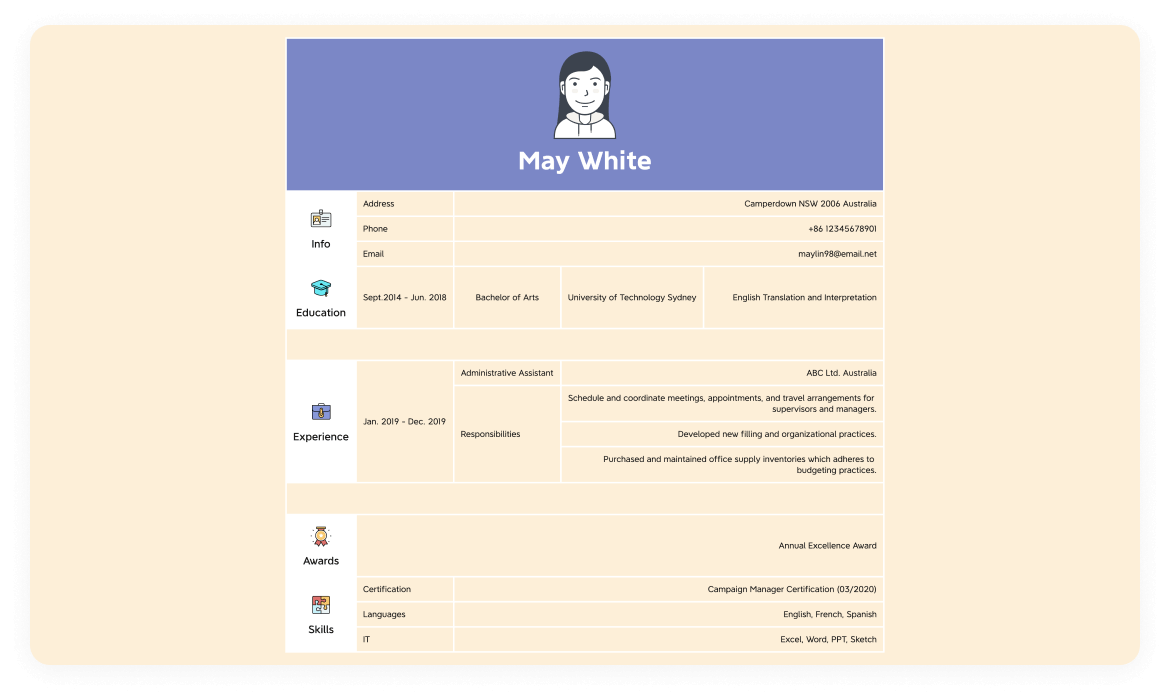 May White
Info
Address
Camperdown NSW 2006 Australia
Phone
+86 12345678901
Email
maylin98@email.net
Education
Sept.2014 - Jun. 2018
Bachelor of Arts
University of Technology Sydney
English Translation and Interpretation
Experience
Jan. 2019 - Dec. 2019
Administrative Assistant
ABC Ltd. Australia
Responsibilities
Schedule and coordinate meetings, appointments, and travel arrangements for
supervisors and managers.
Developed new filling and organizational practices.
Purchased and maintained office supply inventories which adheres to
budgeting practices.
Awards
Annual Excellence Award
Skills
Certification
Campaign Manager Certification (03/2020)
Languages
English, French, Spanish
IT
Excel, Word, PPT, Sketch